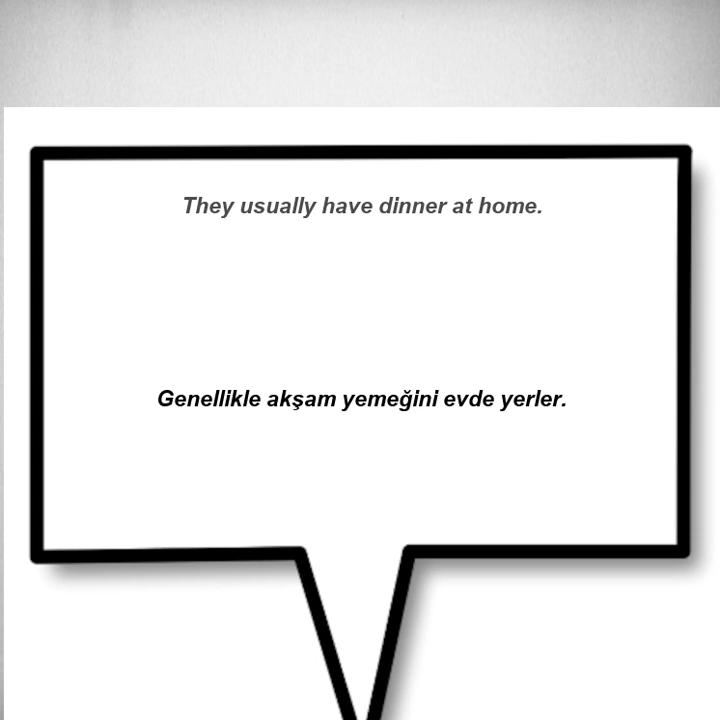 They usually have dinner at home.
Genellikle akşam yemeğini evde yerler.